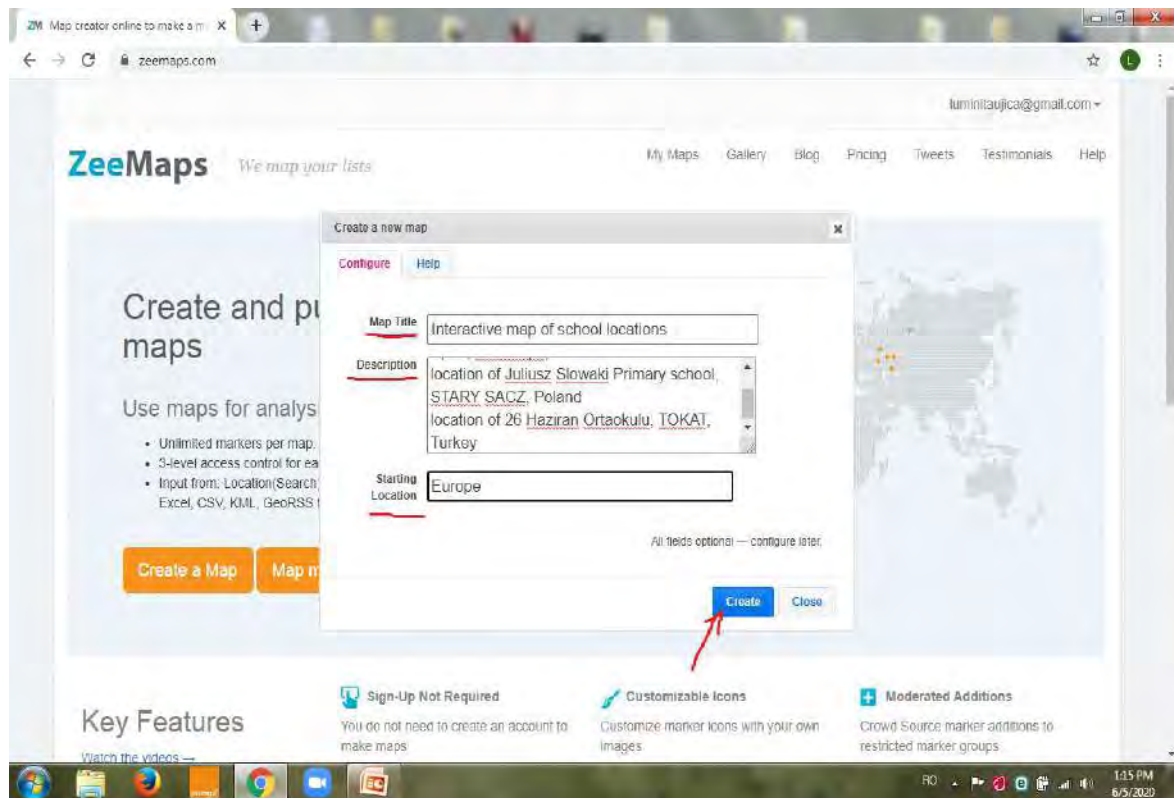 ZM Map creator online to make a m X +
zeemaps.com
L
luminitaujica@gmail.com
ZeeMaps We map your lists
My Maps Gallery Blog Pricing Tweets Testimonials Help
Create a new map
Configure Help
Create and pu
maps
Use maps for analys
• Unlimited markers per map.
• 3-level access control for ea
• Input from: Location(Search
Excel, CSV, KML, GeoRSS
Create a Map Map m
Map Title Interactive map of school locations
Description
location of Juliusz Slowaki Primary school,
STARY SACZ, Poland
location of 26 Haziran Ortaokulu, TOKAT,
Turkey
Starting
Location
Europe
All fields optional — configure later.
Create Close
Key Features
Watch the videos →
Sign-Up Not Required
You do not need to create an account to
make maps
Customizable Icons
Customize marker icons with your own
images
Moderated Additions
Crowd Source marker additions to
restricted marker groups
RO
1:15 PM
6/5/2020